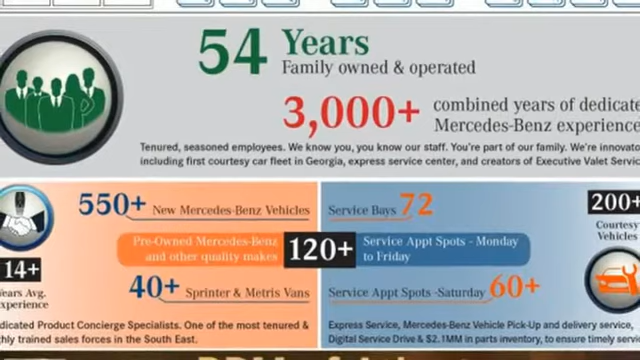 54 Years
Family owned & operated
3,000+ combined years of dedicate
Mercedes-Benz experience
Tenured, seasoned employees. We know you, you know our staff. You're part of our family. We're innovato
including first courtesy car fleet in Georgia, express service center, and creators of Executive Valet Servic
550+ New Mercedes-Benz Vehicles
Service Bays 72
200+
Courtesy
Vehicles
Pre-Owned Mercedes-Benz
and other quality makes
120+
Service Appt Spots - Monday
to Friday
14+
Years Avg.
xperience
40+ Sprinter & Metris Vans
Service Appt Spots -Saturday 60+
dicated Product Concierge Specialists. One of the most tenured &
ghly trained sales forces in the South East.
Express Service, Mercedes-Benz Vehicle Pick-Up and delivery service,
Digital Service Drive & $2.1MM in parts inventory, to ensure timely servic